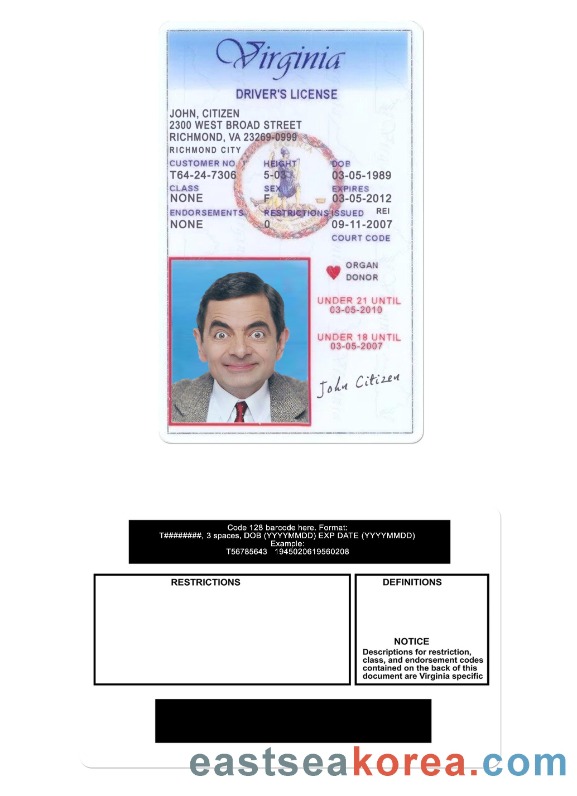 Virginia
DRIVER'S LICENSE
JOHN, CITIZEN
2300 WEST BROAD STREET
RICHMOND, VA 23269-0999
RICHMOND CITY
CUSTOMER NO. HEIGHT DOB
T64-24-7306 5-03 03-05-1989
CLASS SEX EXPIRES
NONE F 03-05-2012
ENDORSEMENTS RESTRICTIONS ISSUED REI
NONE 0 09-11-2007
COURT CODE
ORGAN
DONOR
UNDER 21 UNTIL
03-05-2010
UNDER 18 UNTIL
03-05-2007
John Citizen
Code 128 barcode here. Format:
T########, 3 spaces, DOB (YYYYMMDD) EXP DATE (YYYYMMDD)
Example:
T56785643 1945020619560208
RESTRICTIONS
DEFINITIONS
NOTICE
Descriptions for restriction,
class, and endorsement codes
contained on the back of this
document are Virginia specific
eastseakorea.com